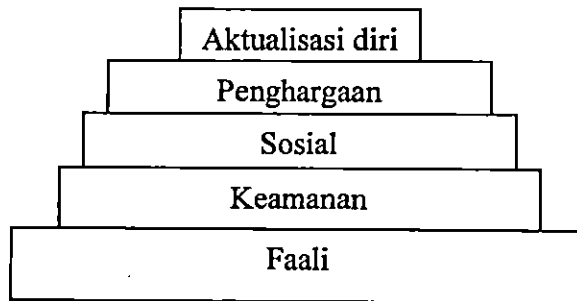 Aktualisasi diri
Penghargaan
Sosial
Keamanan
Faali